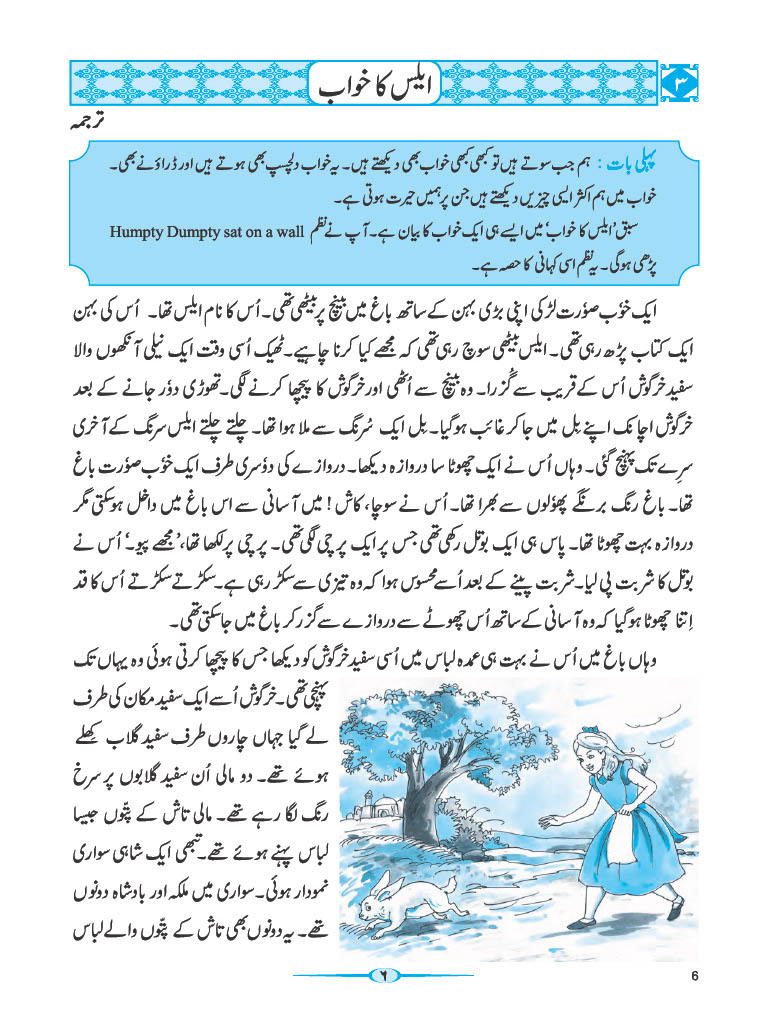 ۳
ایلس کا خواب
ترجمہ
پہلی بات : ہم جب سوتے ہیں تو کبھی کبھی خواب بھی دیکھتے ہیں۔ یہ خواب دلچسپ بھی ہوتے ہیں اور ڈراؤنے بھی۔
خواب میں ہم اکثر ایسی چیزیں دیکھتے ہیں جن پر ہمیں حیرت ہوتی ہے۔
سبق ’ایلس کا خواب‘ میں ایسے ہی ایک خواب کا بیان ہے۔ آپ نے نظم Humpty Dumpty sat on a wall
پڑھی ہوگی۔ یہ نظم اسی کہانی کا حصہ ہے۔
ایک خوٗب صوٗرت لڑکی اپنی بڑی بہن کے ساتھ باغ میں بینچ پر بیٹھی تھی۔ اُس کا نام ایلس تھا۔ اُس کی بہن
ایک کتاب پڑھ رہی تھی۔ ایلس بیٹھی سوچ رہی تھی کہ مجھے کیا کرنا چاہیے۔ ٹھیک اُسی وقت ایک نیلی آنکھوں والا
سفید خرگوش اُس کے قریب سے گُزرا۔ وہ بینچ سے اُٹھی اور خرگوش کا پیچھا کرنے لگی۔ تھوڑی دوٗر جانے کے بعد
خرگوش اچانک اپنے بِل میں جا کر غائب ہوگیا۔ بِل ایک سُرنگ سے ملا ہوا تھا۔ چلتے چلتے ایلس سرنگ کے آخری
سِرے تک پہنچ گئی۔ وہاں اُس نے ایک چھوٹا سا دروازہ دیکھا۔ دروازے کی دوٗسری طرف ایک خوٗب صوٗرت باغ
تھا۔ باغ رنگ برنگے پھوٗلوں سے بھرا تھا۔ اُس نے سوچا، کاش! میں آسانی سے اس باغ میں داخل ہوسکتی مگر
دروازہ بہت چھوٹا تھا۔ پاس ہی ایک بوتل رکھی تھی جس پر ایک پرچی لگی تھی۔ پرچی پر لکھا تھا، ’مجھے پیو۔‘ اُس نے
بوتل کا شربت پی لیا۔ شربت پینے کے بعد اُسے محسوس ہوا کہ وہ تیزی سے سکڑ رہی ہے۔ سکڑتے سکڑتے اُس کا قد
اِتنا چھوٹا ہوگیا کہ وہ آسانی کے ساتھ اُس چھوٹے سے دروازے سے گزر کر باغ میں جاسکتی تھی۔
وہاں باغ میں اُس نے بہت ہی عمدہ لباس میں اُسی سفید خرگوش کو دیکھا جس کا پیچھا کرتی ہوئی وہ یہاں تک
پہنچی تھی۔ خرگوش اُسے ایک سفید مکان کی طرف
لے گیا جہاں چاروں طرف سفید گلاب کِھلے
ہوئے تھے۔ دو مالی اُن سفید گلابوں پر سرخ
رنگ لگا رہے تھے۔ مالی تاش کے پتّوں جیسا
لباس پہنے ہوئے تھے۔ تبھی ایک شاہی سواری
نمودار ہوئی۔ سواری میں ملکہ اور بادشاہ دونوں
تھے۔ یہ دونوں بھی تاش کے پتّوں والے لباس
۶
6